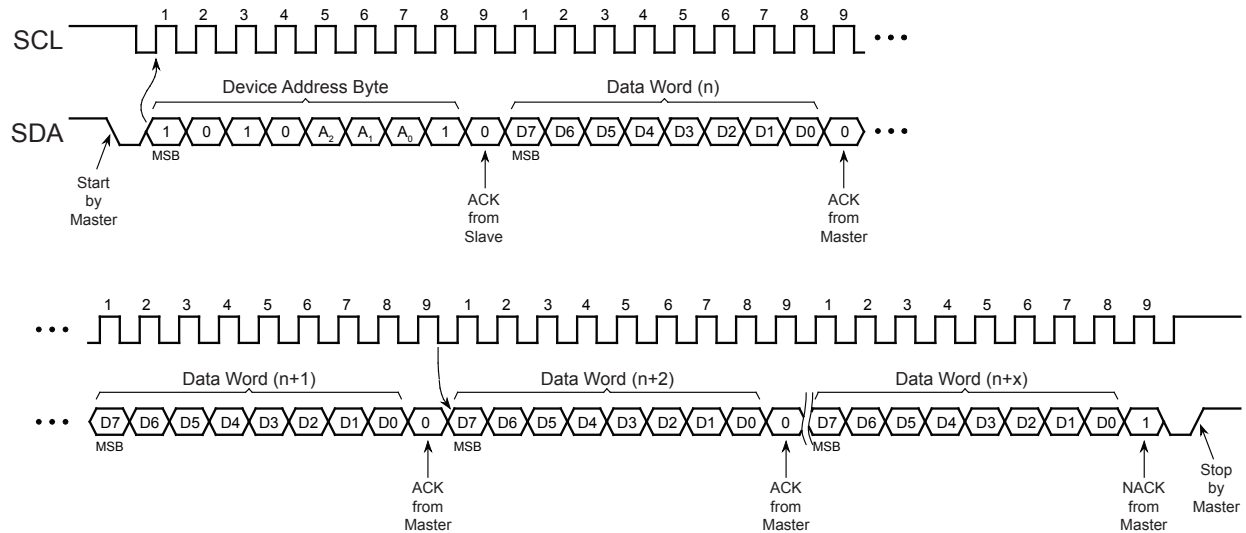 1 2 3 4 5 6 7 8 9 1 2 3 4 5 6 7 8 9
SCL
Device Address Byte Data Word (n)
SDA 1 0 1 0 A2 A1 A0 1 0 D7 D6 D5 D4 D3 D2 D1 D0 0
MSB MSB
Start
by
Master
ACK
from
Slave
ACK
from
Master
1 2 3 4 5 6 7 8 9 1 2 3 4 5 6 7 8 9 1 2 3 4 5 6 7 8 9
Data Word (n+1) Data Word (n+2) Data Word (n+x)
D7 D6 D5 D4 D3 D2 D1 D0 0 D7 D6 D5 D4 D3 D2 D1 D0 0 D7 D6 D5 D4 D3 D2 D1 D0 1
MSB MSB MSB
ACK
from
Master
ACK
from
Master
NACK
from
Master
Stop
by
Master